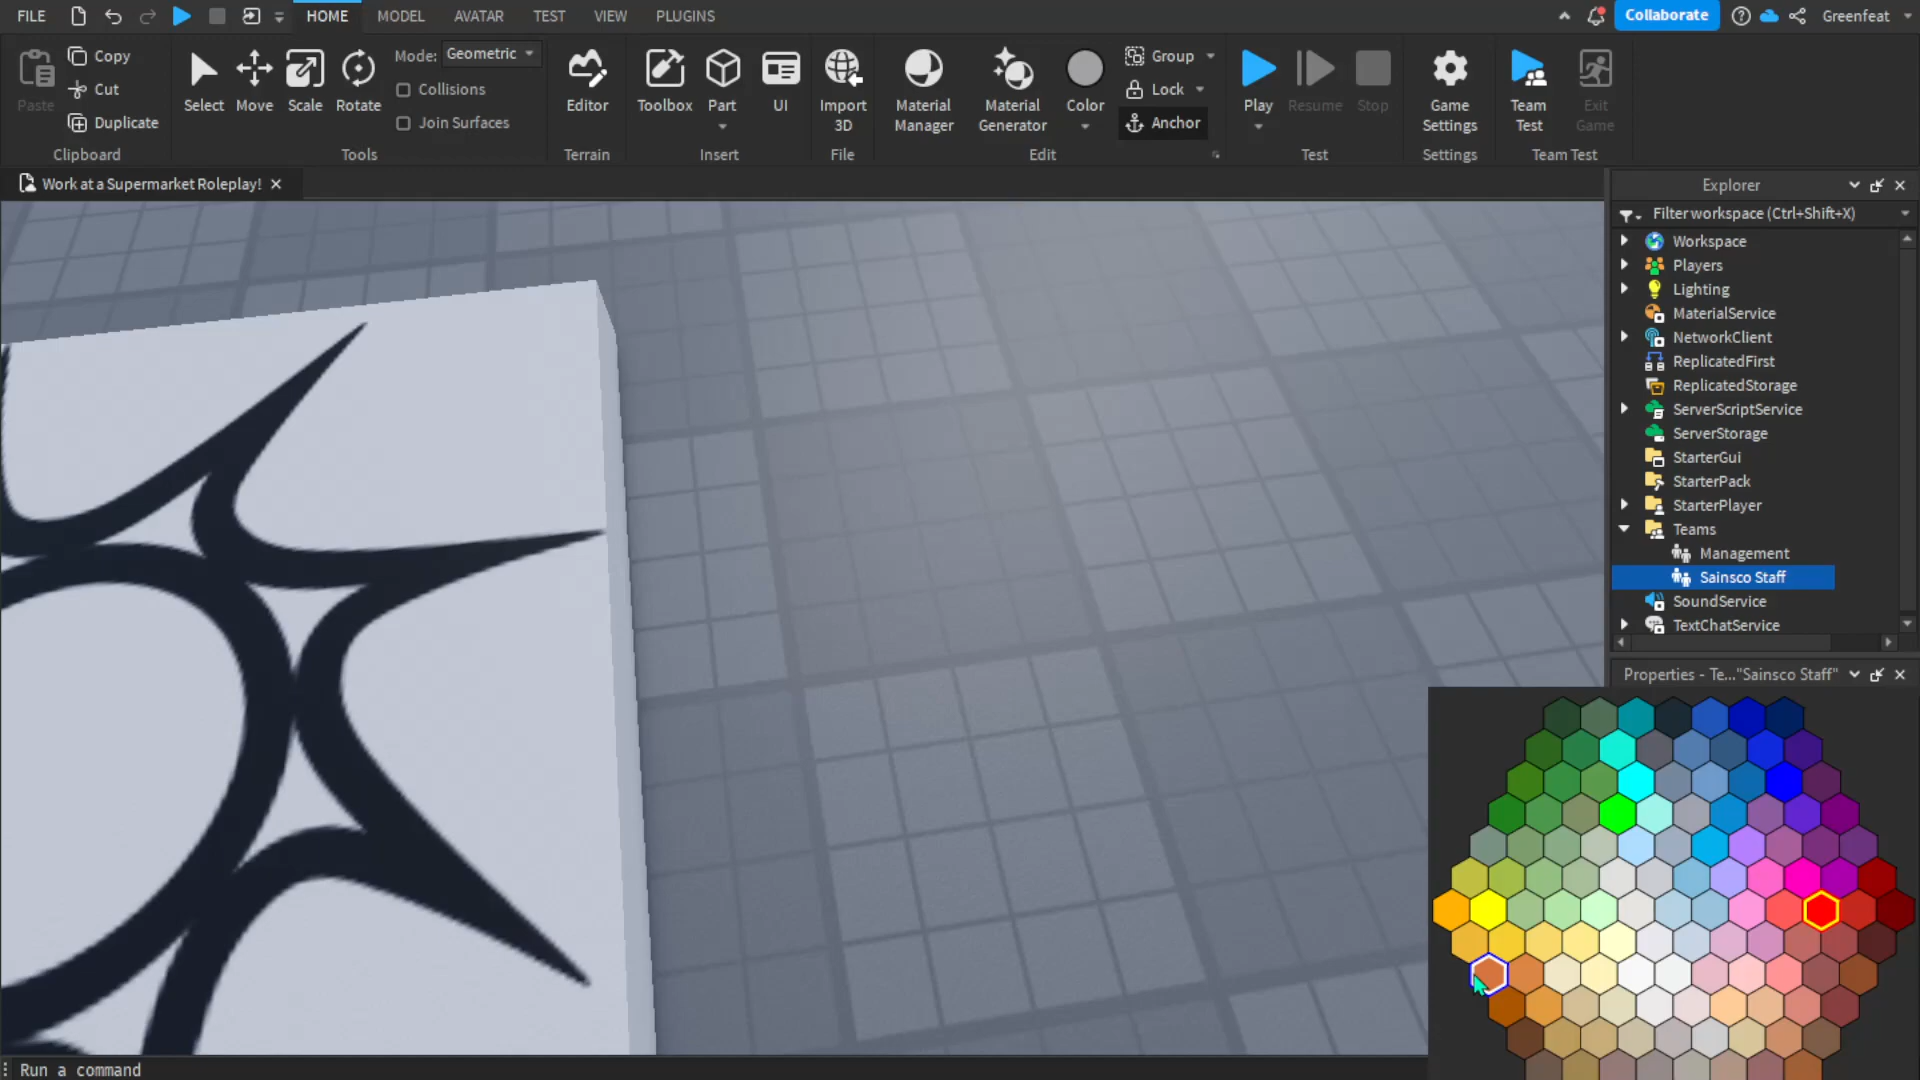 FILE HOME MODEL AVATAR TEST VIEW PLUGINS Collaborate Greenfeat
Paste Copy Cut Duplicate
Clipboard
Select Move Scale Rotate
Mode: Geometric
Collisions
Join Surfaces
Tools
Editor
Terrain
Toolbox Part UI
Insert
Import
3D
File
Material
Manager
Material
Generator
Color
Group
Lock
Anchor
Edit
Play Resume Stop
Test
Game
Settings
Settings
Team
Test
Exit
Game
Team Test
Work at a Supermarket Roleplay!
Explorer
Filter workspace (Ctrl+Shift+X)
Workspace
Players
Lighting
MaterialService
NetworkClient
ReplicatedFirst
ReplicatedStorage
ServerScriptService
ServerStorage
StarterGui
StarterPack
StarterPlayer
Teams
Management
Sainsco Staff
SoundService
TextChatService
Properties - Te..."Sainsco Staff"
Run a command